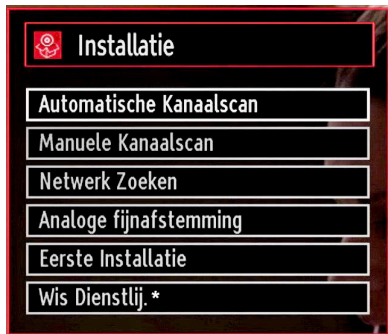 Installatie
Automatische Kanaalscan
Manuele Kanaalscan
Netwerk Zoeken
Analoge fijnafstemming
Eerste Installatie
Wis Dienstlij.*